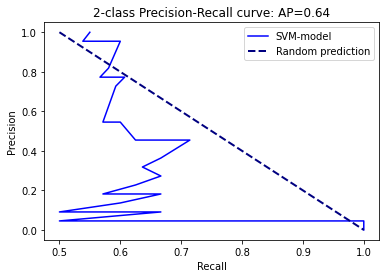 2-class Precision-Recall curve: AP=0.64
SVM-model
Random prediction
Precision
1.0
0.8
0.6
0.4
0.2
0.0
0.5
0.6
0.7
0.8
0.9
1.0
Recall